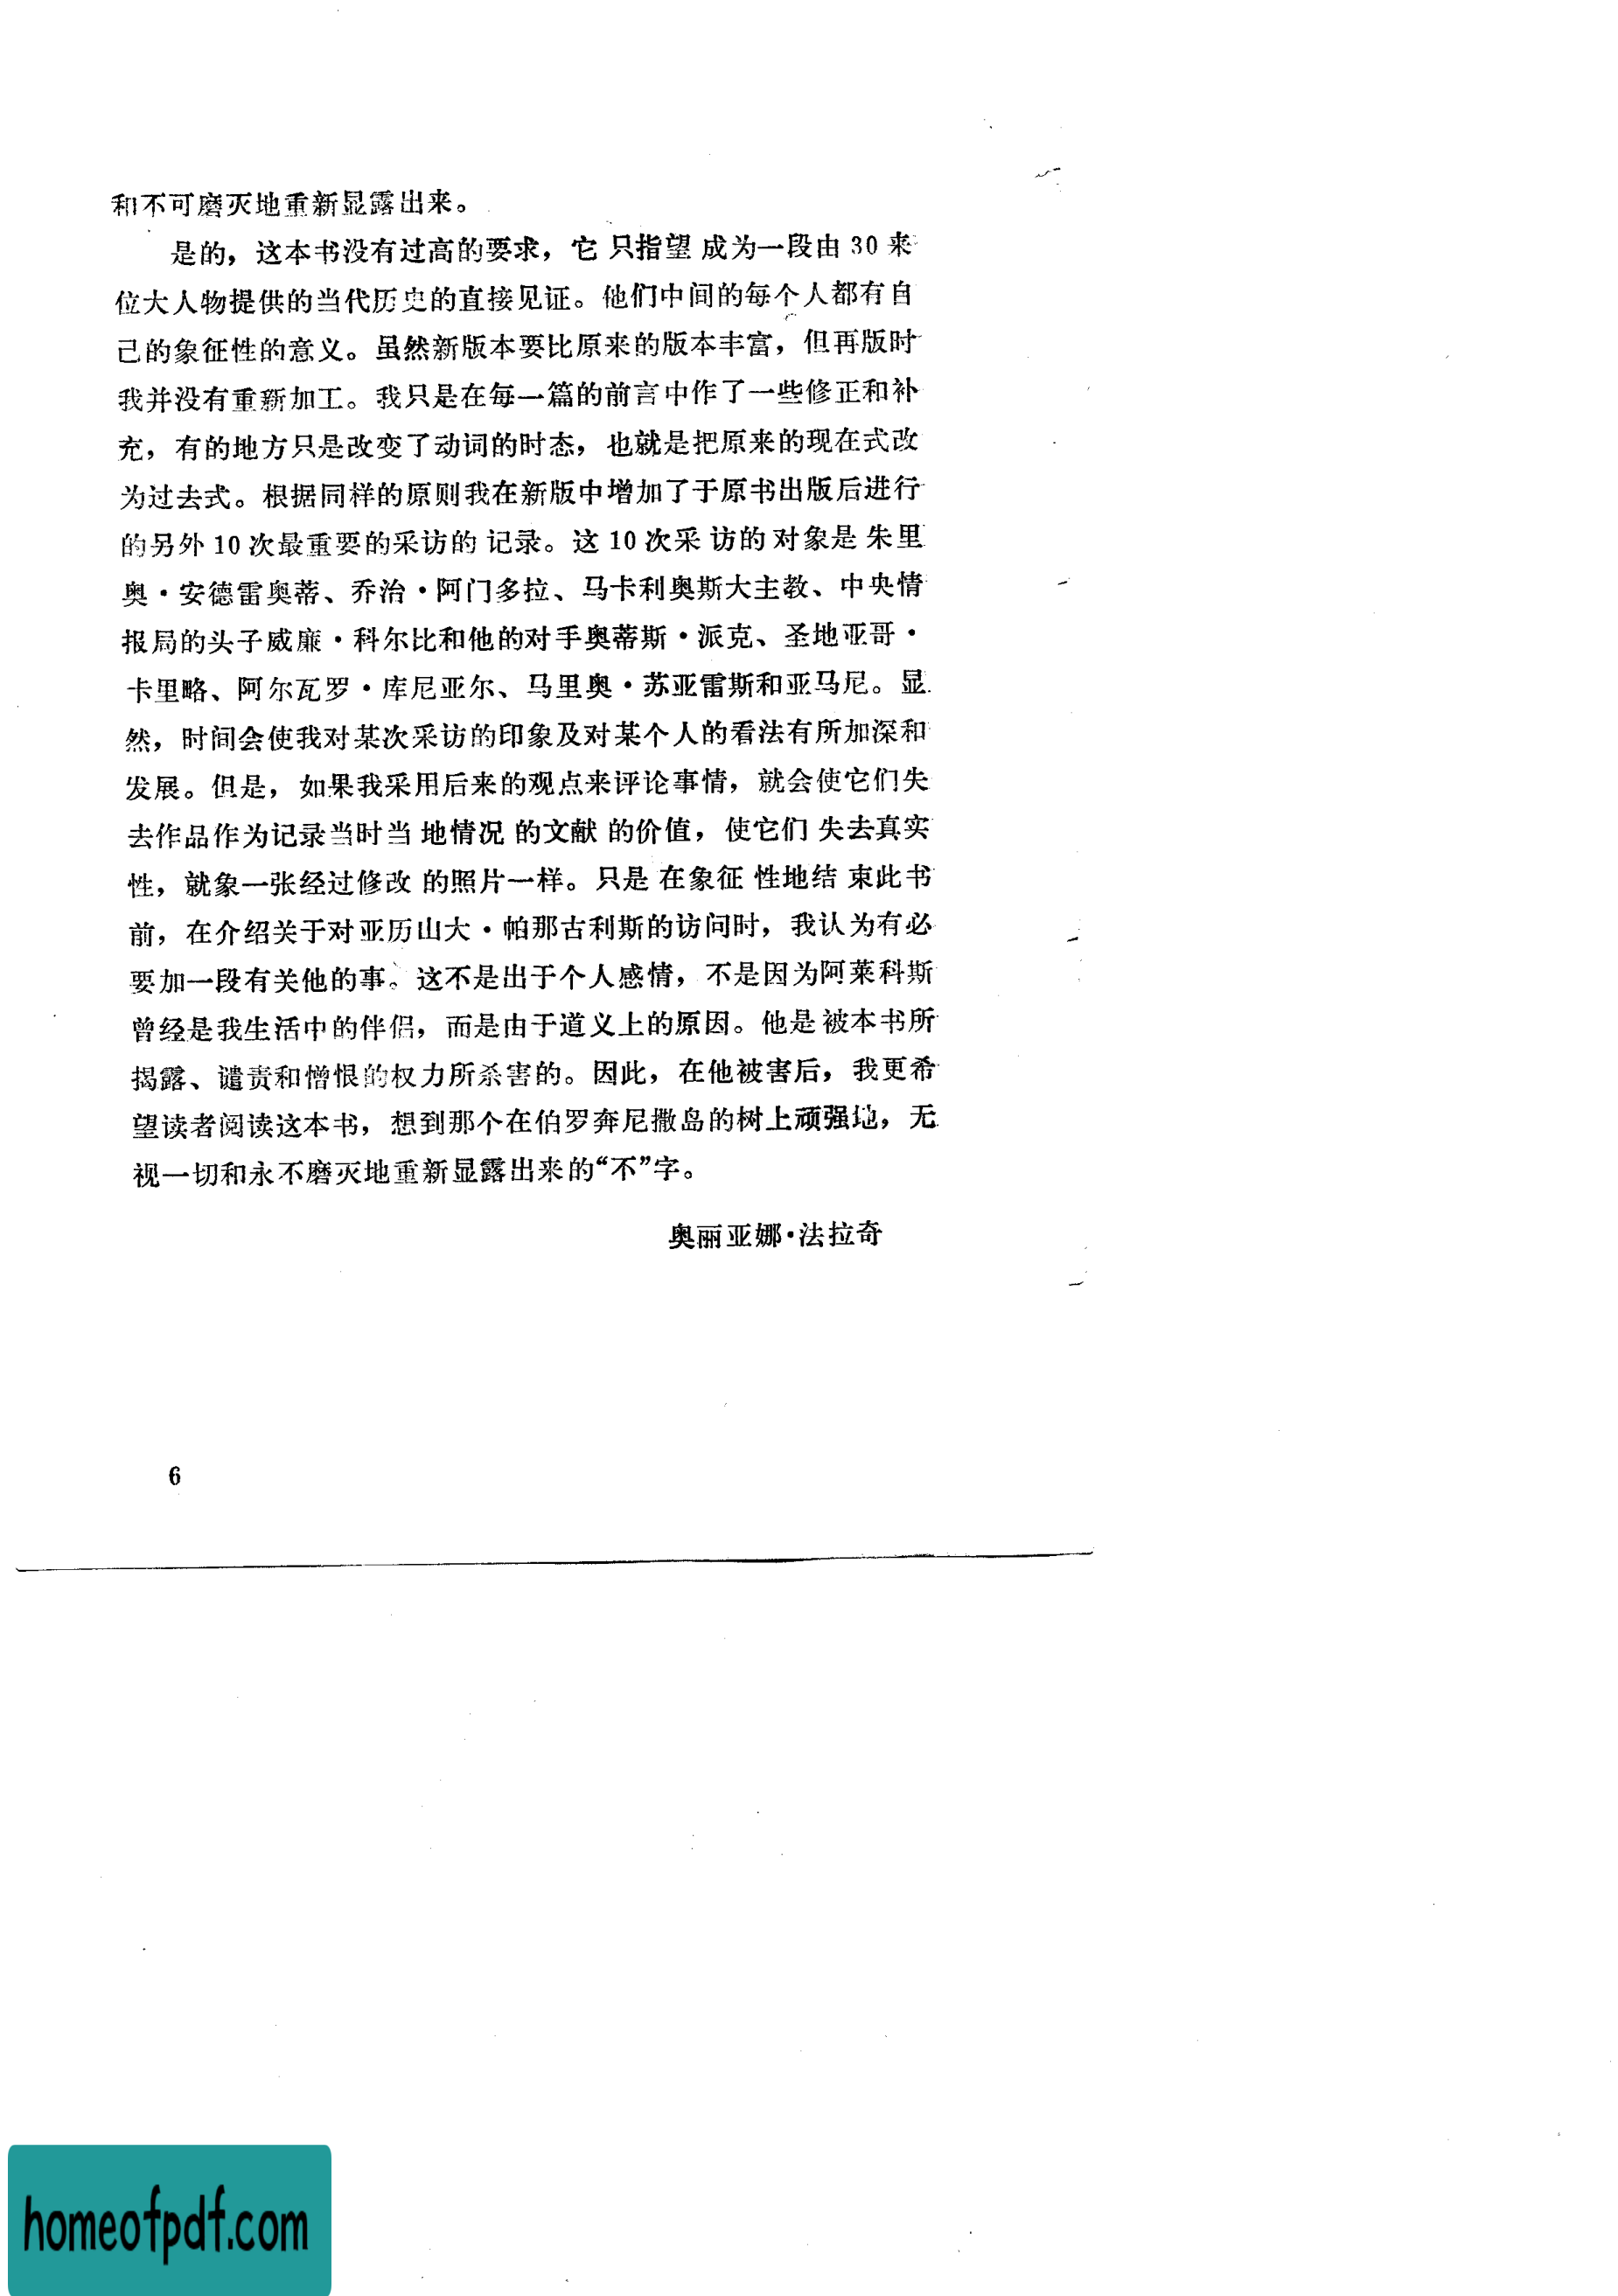 和不可磨灭地重新显露出来。
是的，这本书没有过高的要求，它只指望成为一段由30来
位大人物提供的当代历史的直接见证。他们中间的每个人都有自
己的象征性的意义。虽然新版本要比原来的版本丰富，但再版时
我并没有重新加工。我只是在每一篇的前言中作了一些修正和补
充，有的地方只是改变了动词的时态，也就是把原来的现在式改
为过去式。根据同样的原则我在新版中增加了于原书出版后进行
的另外10次最重要的采访的记录。这10次采访的对象是朱里
奥·安德雷奥蒂、乔治·阿门多拉、马卡利奥斯大主教、中央情
报局的头子威廉·科尔比和他的对手奥蒂斯·派克、圣地亚哥·
卡里略、阿尔瓦罗·库尼亚尔、马里奥·苏亚雷斯和亚马尼。显
然，时间会使我对某次采访的印象及对某个人的看法有所加深和
发展。但是，如果我采用后来的观点来评论事情，就会使它们失
去作品作为记录当时当地情况的文献的价值，使它们失去真实
性，就象一张经过修改的照片一样。只是在象征性地结束此书
前，在介绍关于对亚历山大·帕那古利斯的访问时，我认为有必
要加一段有关他的事。这不是出于个人感情，不是因为阿莱科斯
曾经是我生活中的伴侣，而是由于道义上的原因。他是被本书所
揭露、谴责和憎恨的权力所杀害的。因此，在他被害后，我更希
望读者阅读这本书，想到那个在伯罗奔尼撒岛的树上顽强地，无
视一切和永不磨灭地重新显露出来的“不”字。
奥丽亚娜·法拉奇
6
homeofpdf.com